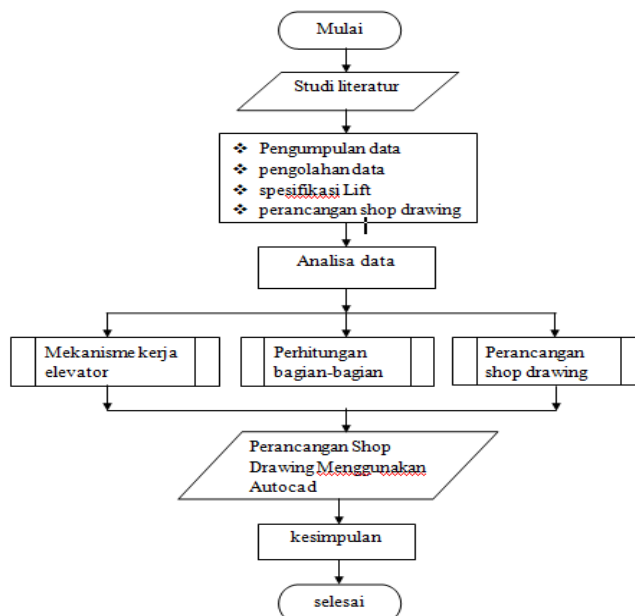 Mulai
Studi literatur
❖ Pengumpulan data
❖ pengolahan data
❖ spesifikasi Lift
❖ perancangan shop drawing
Analisa data
Mekanisme kerja
elevator
Perhitungan
bagian-bagian
Perancangan
shop drawing
Perancangan Shop
Drawing Menggunakan
Autocad
kesimpulan
selesai